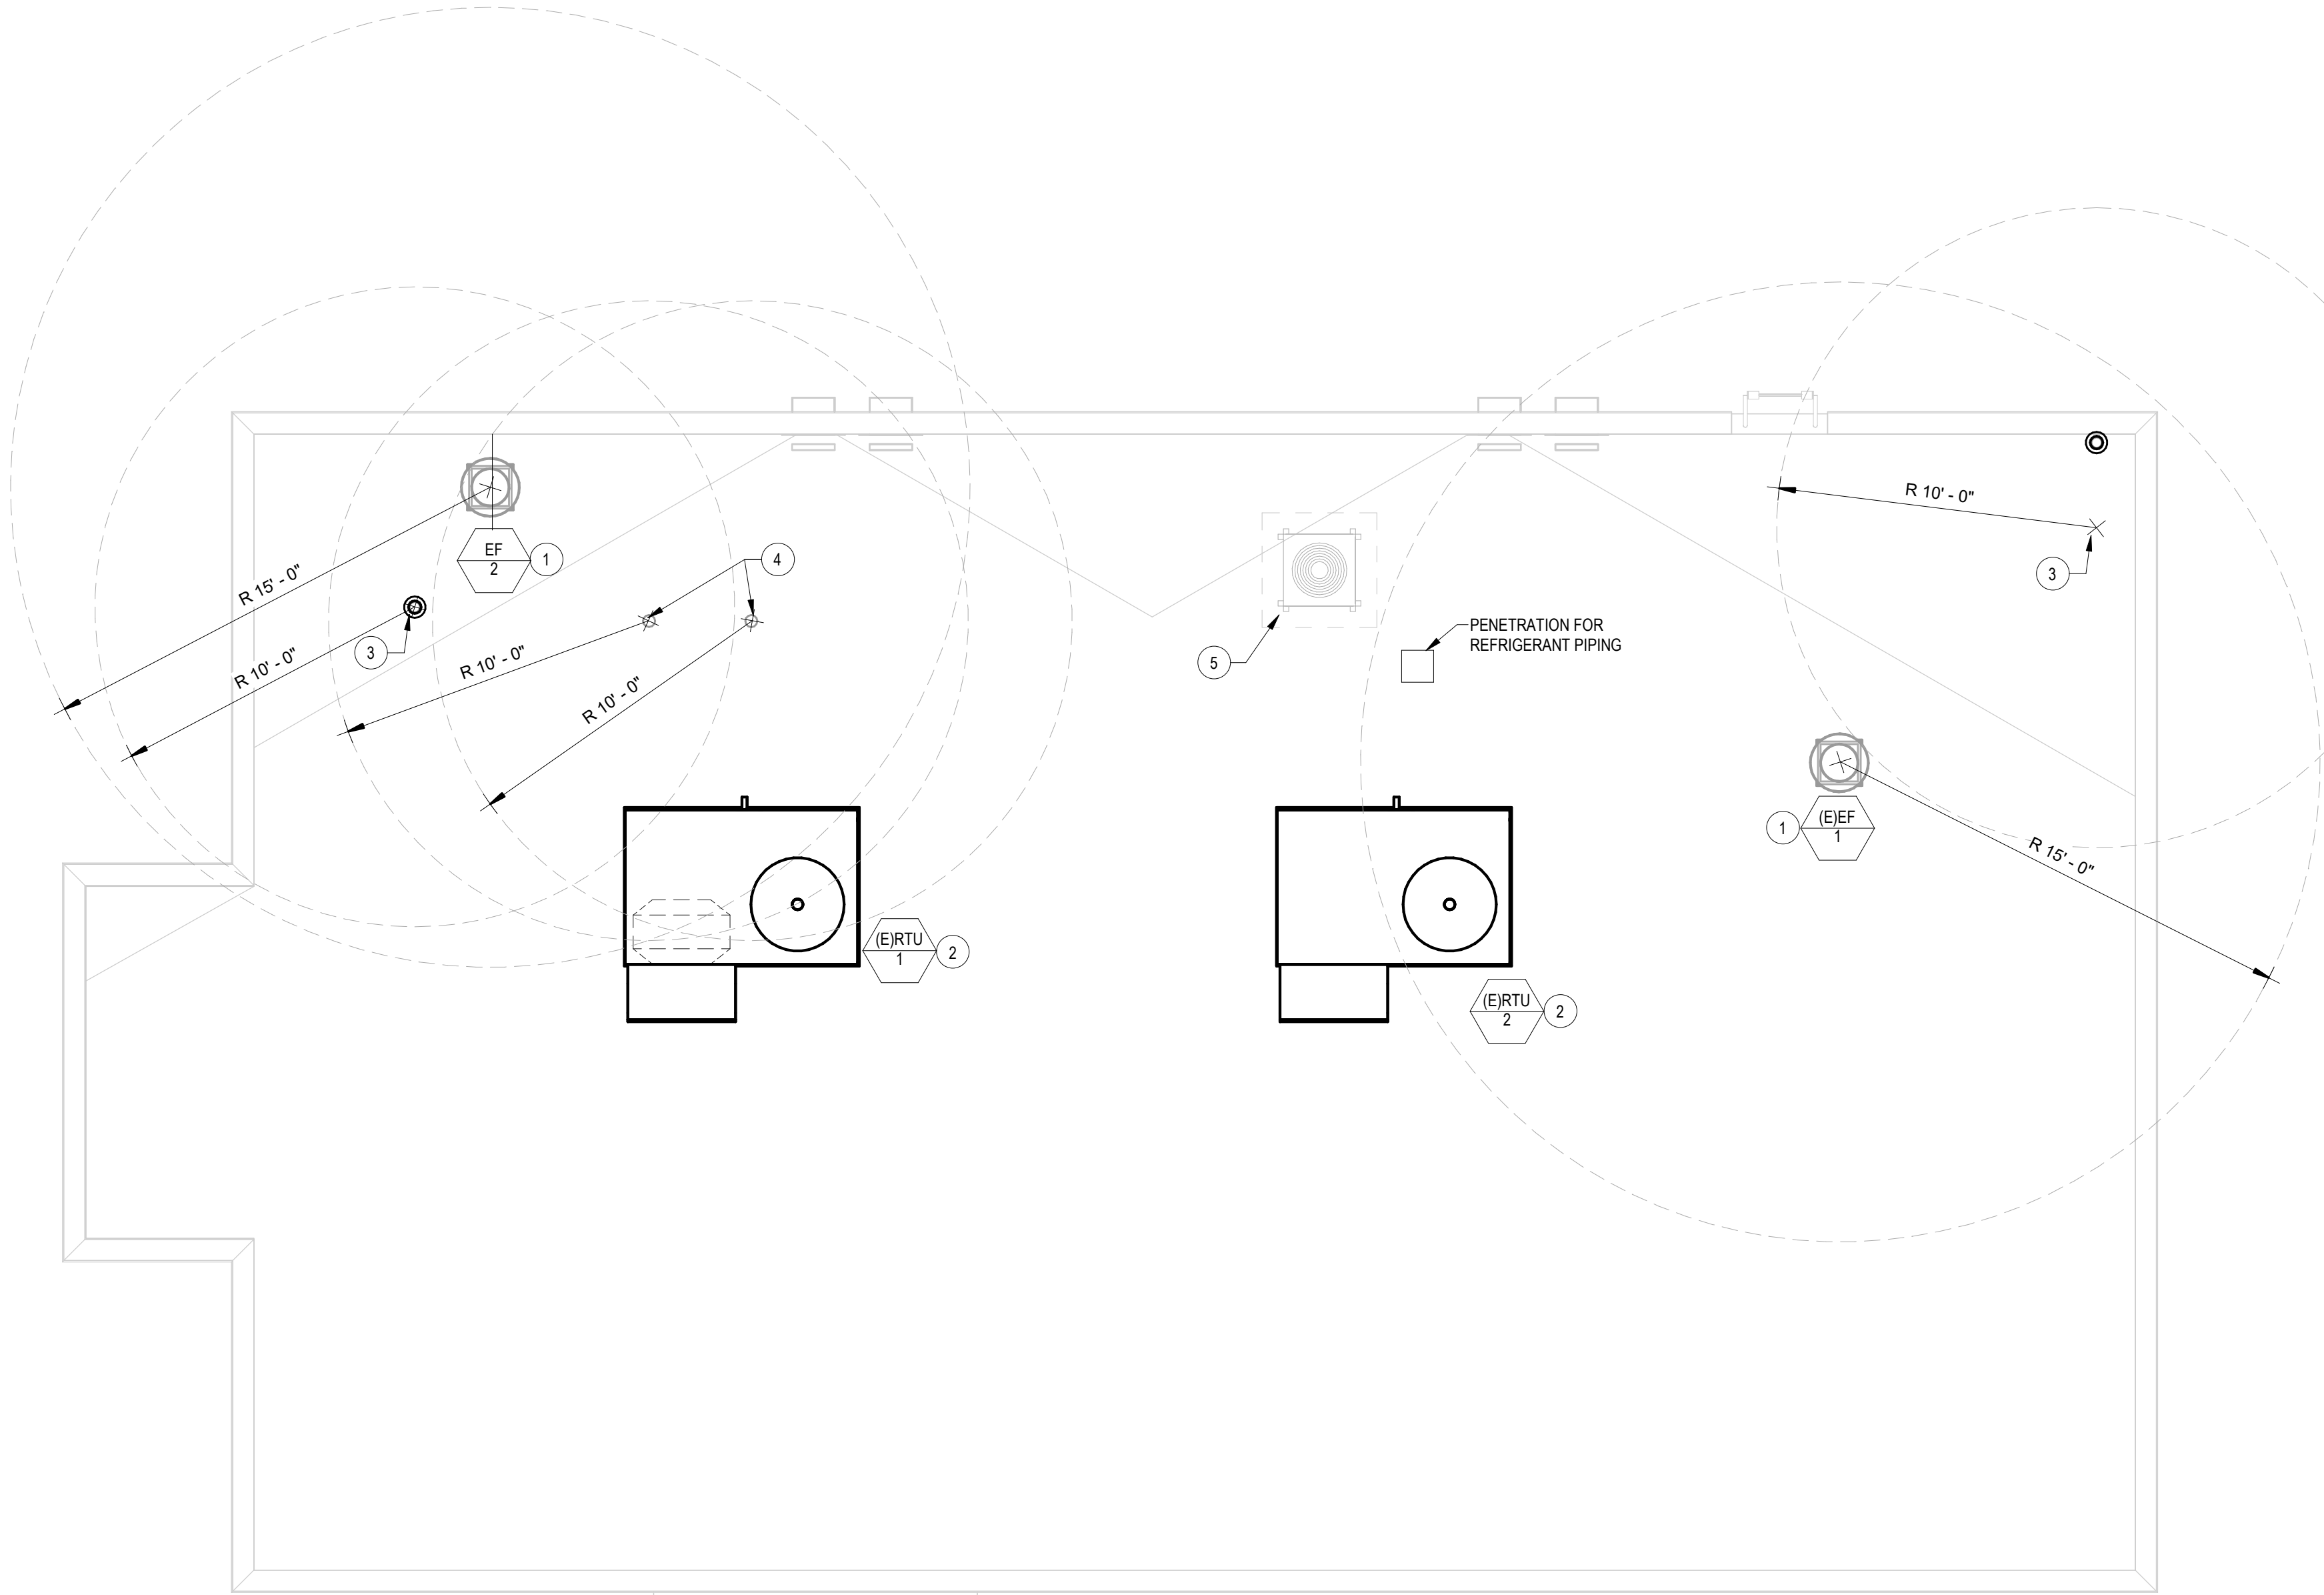 R 10' - 0"
3
EF
2
1
4
R 15' - 0"
3
R 10' - 0"
R 10' - 0"
R 10' - 0"
5
PENETRATION FOR
REFRIGERANT PIPING
1
(E)EF
1
R 15' - 0"
(E)RTU
1
2
(E)RTU
2
2